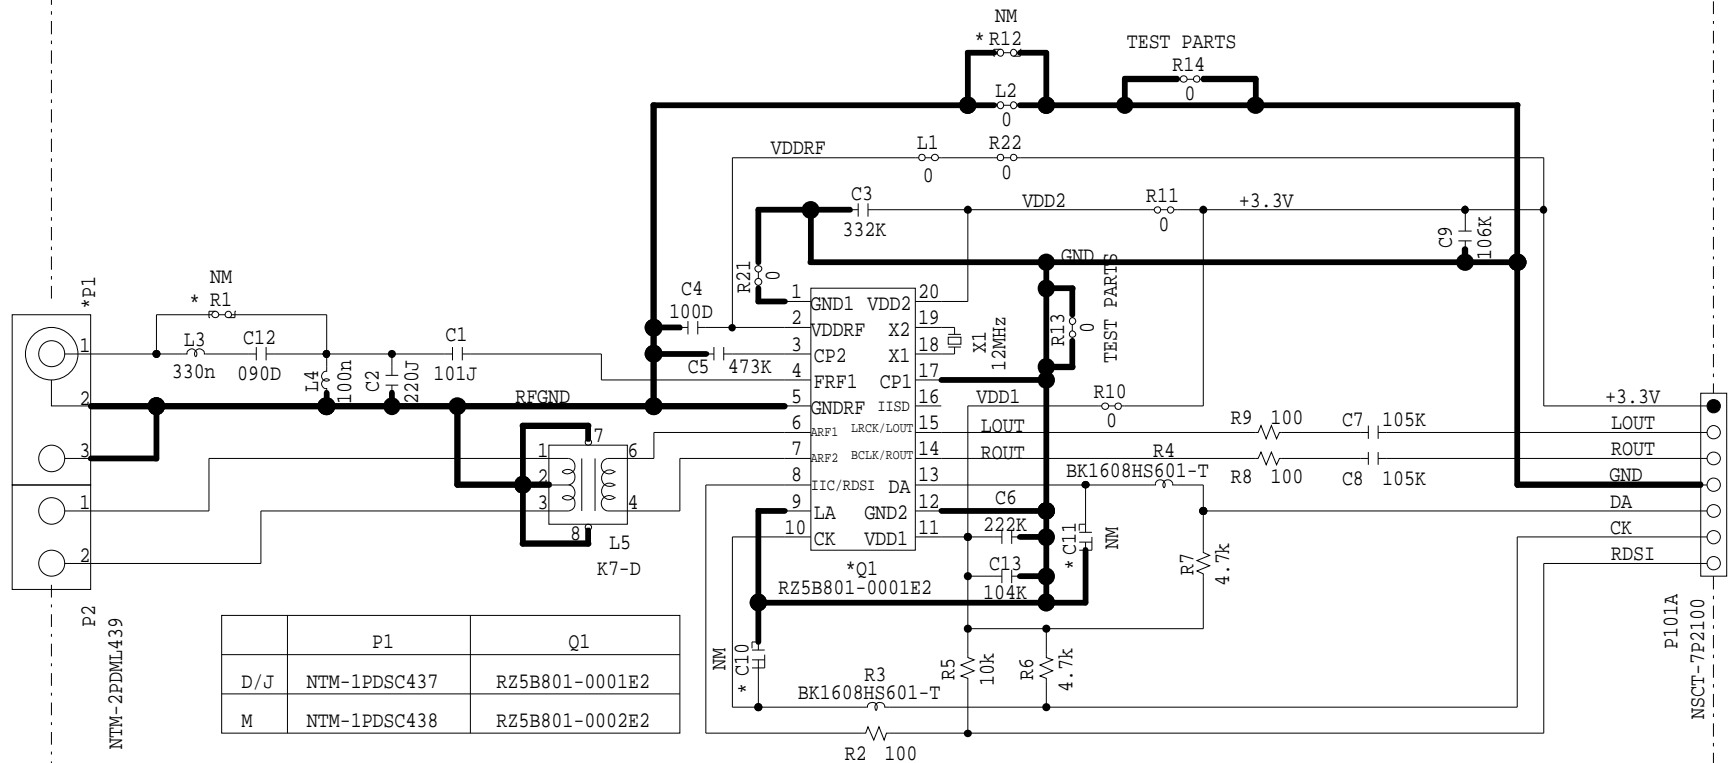 NM
* R12
L2
0
TEST PARTS
R14
0
VDDRF
L1
0
R22
0
C3
332K
VDD2
R11
0
+3.3V
C9
106K
R21
0
GND
R13
0
TEST PARTS
*P1
1
2
3
NM
* R1
L3
330n
C12
090D
L4
100n
C2
220J
C1
101J
RFGND
C4
100D
C5
473K
1
2
3
4
5
6
7
8
9
10
GND1
VDDRF
CP2
FRF1
GNDRF
ARF1
ARF2
IIC/RDSI
LA
CK
VDD2
X2
X1
CP1
IISD
LRCK/LOUT
BCLK/ROUT
DA
GND2
VDD1
20
19
18
17
16
15
14
13
12
11
*Q1
RZ5B801-0001E2
X1
12MHz
VDD1
R10
0
LOUT
ROUT
R9 100
C7 105K
R8 100
C8 105K
R4
BK1608HS601-T
C6
222K
C13
104K
* C11
NM
R7
4.7k
+3.3V
LOUT
ROUT
GND
DA
CK
RDSI
P101A
NSCT-7P2100
1
2
P2
NTM-2PDML439
1
2
3
7
6
4
8
L5
K7-D
P1 Q1
D/J NTM-1PDSC437 RZ5B801-0001E2
M NTM-1PDSC438 RZ5B801-0002E2
NM
* C10
R3
BK1608HS601-T
R5
10k
R6
4.7k
R2 100